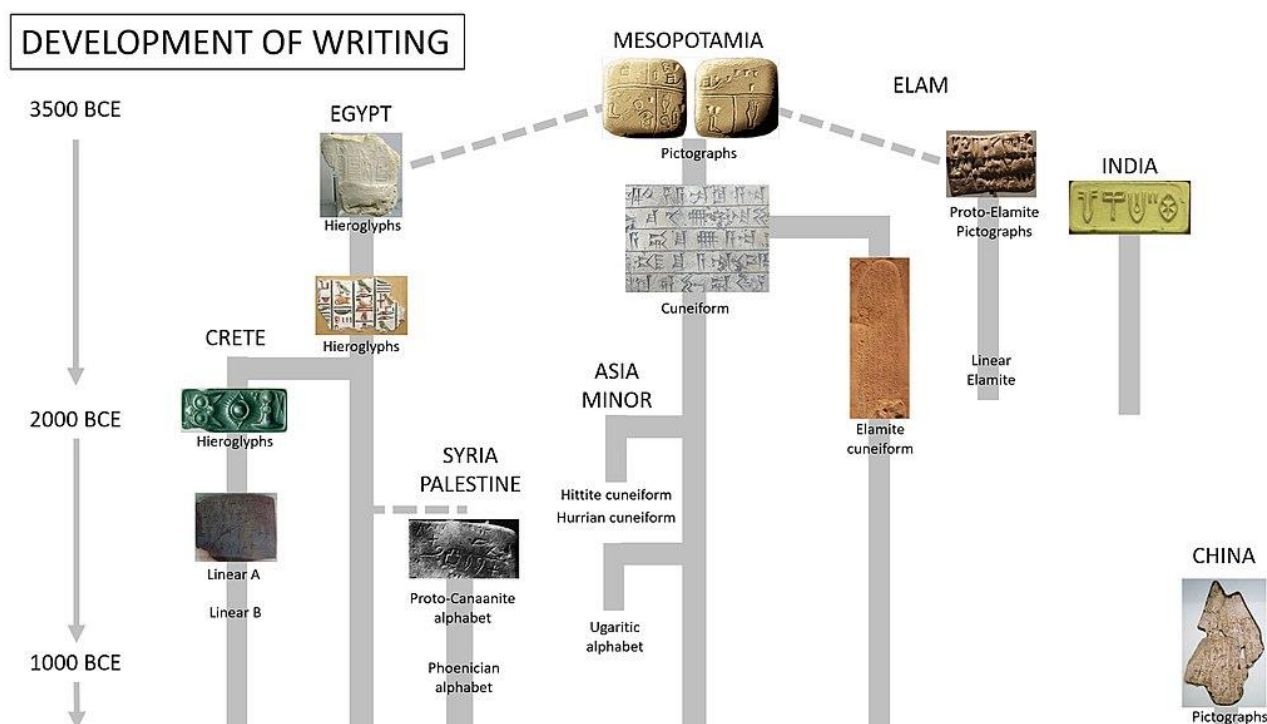 DEVELOPMENT OF WRITING
MESOPOTAMIA
3500 BCE
EGYPT
ELAM
Pictographs
INDIA
Hieroglyphs
Proto-Elamite
Pictographs
Cuneiform
Hieroglyphs
CRETE
Linear
Elamite
ASIA
MINOR
2000 BCE
Hieroglyphs
Elamite
cuneiform
SYRIA
PALESTINE
Hittite cuneiform
Hurrian cuneiform
Linear A
Linear B
Proto-Canaanite
alphabet
Ugaritic
alphabet
CHINA
1000 BCE
Phoenician
alphabet
Pictographs